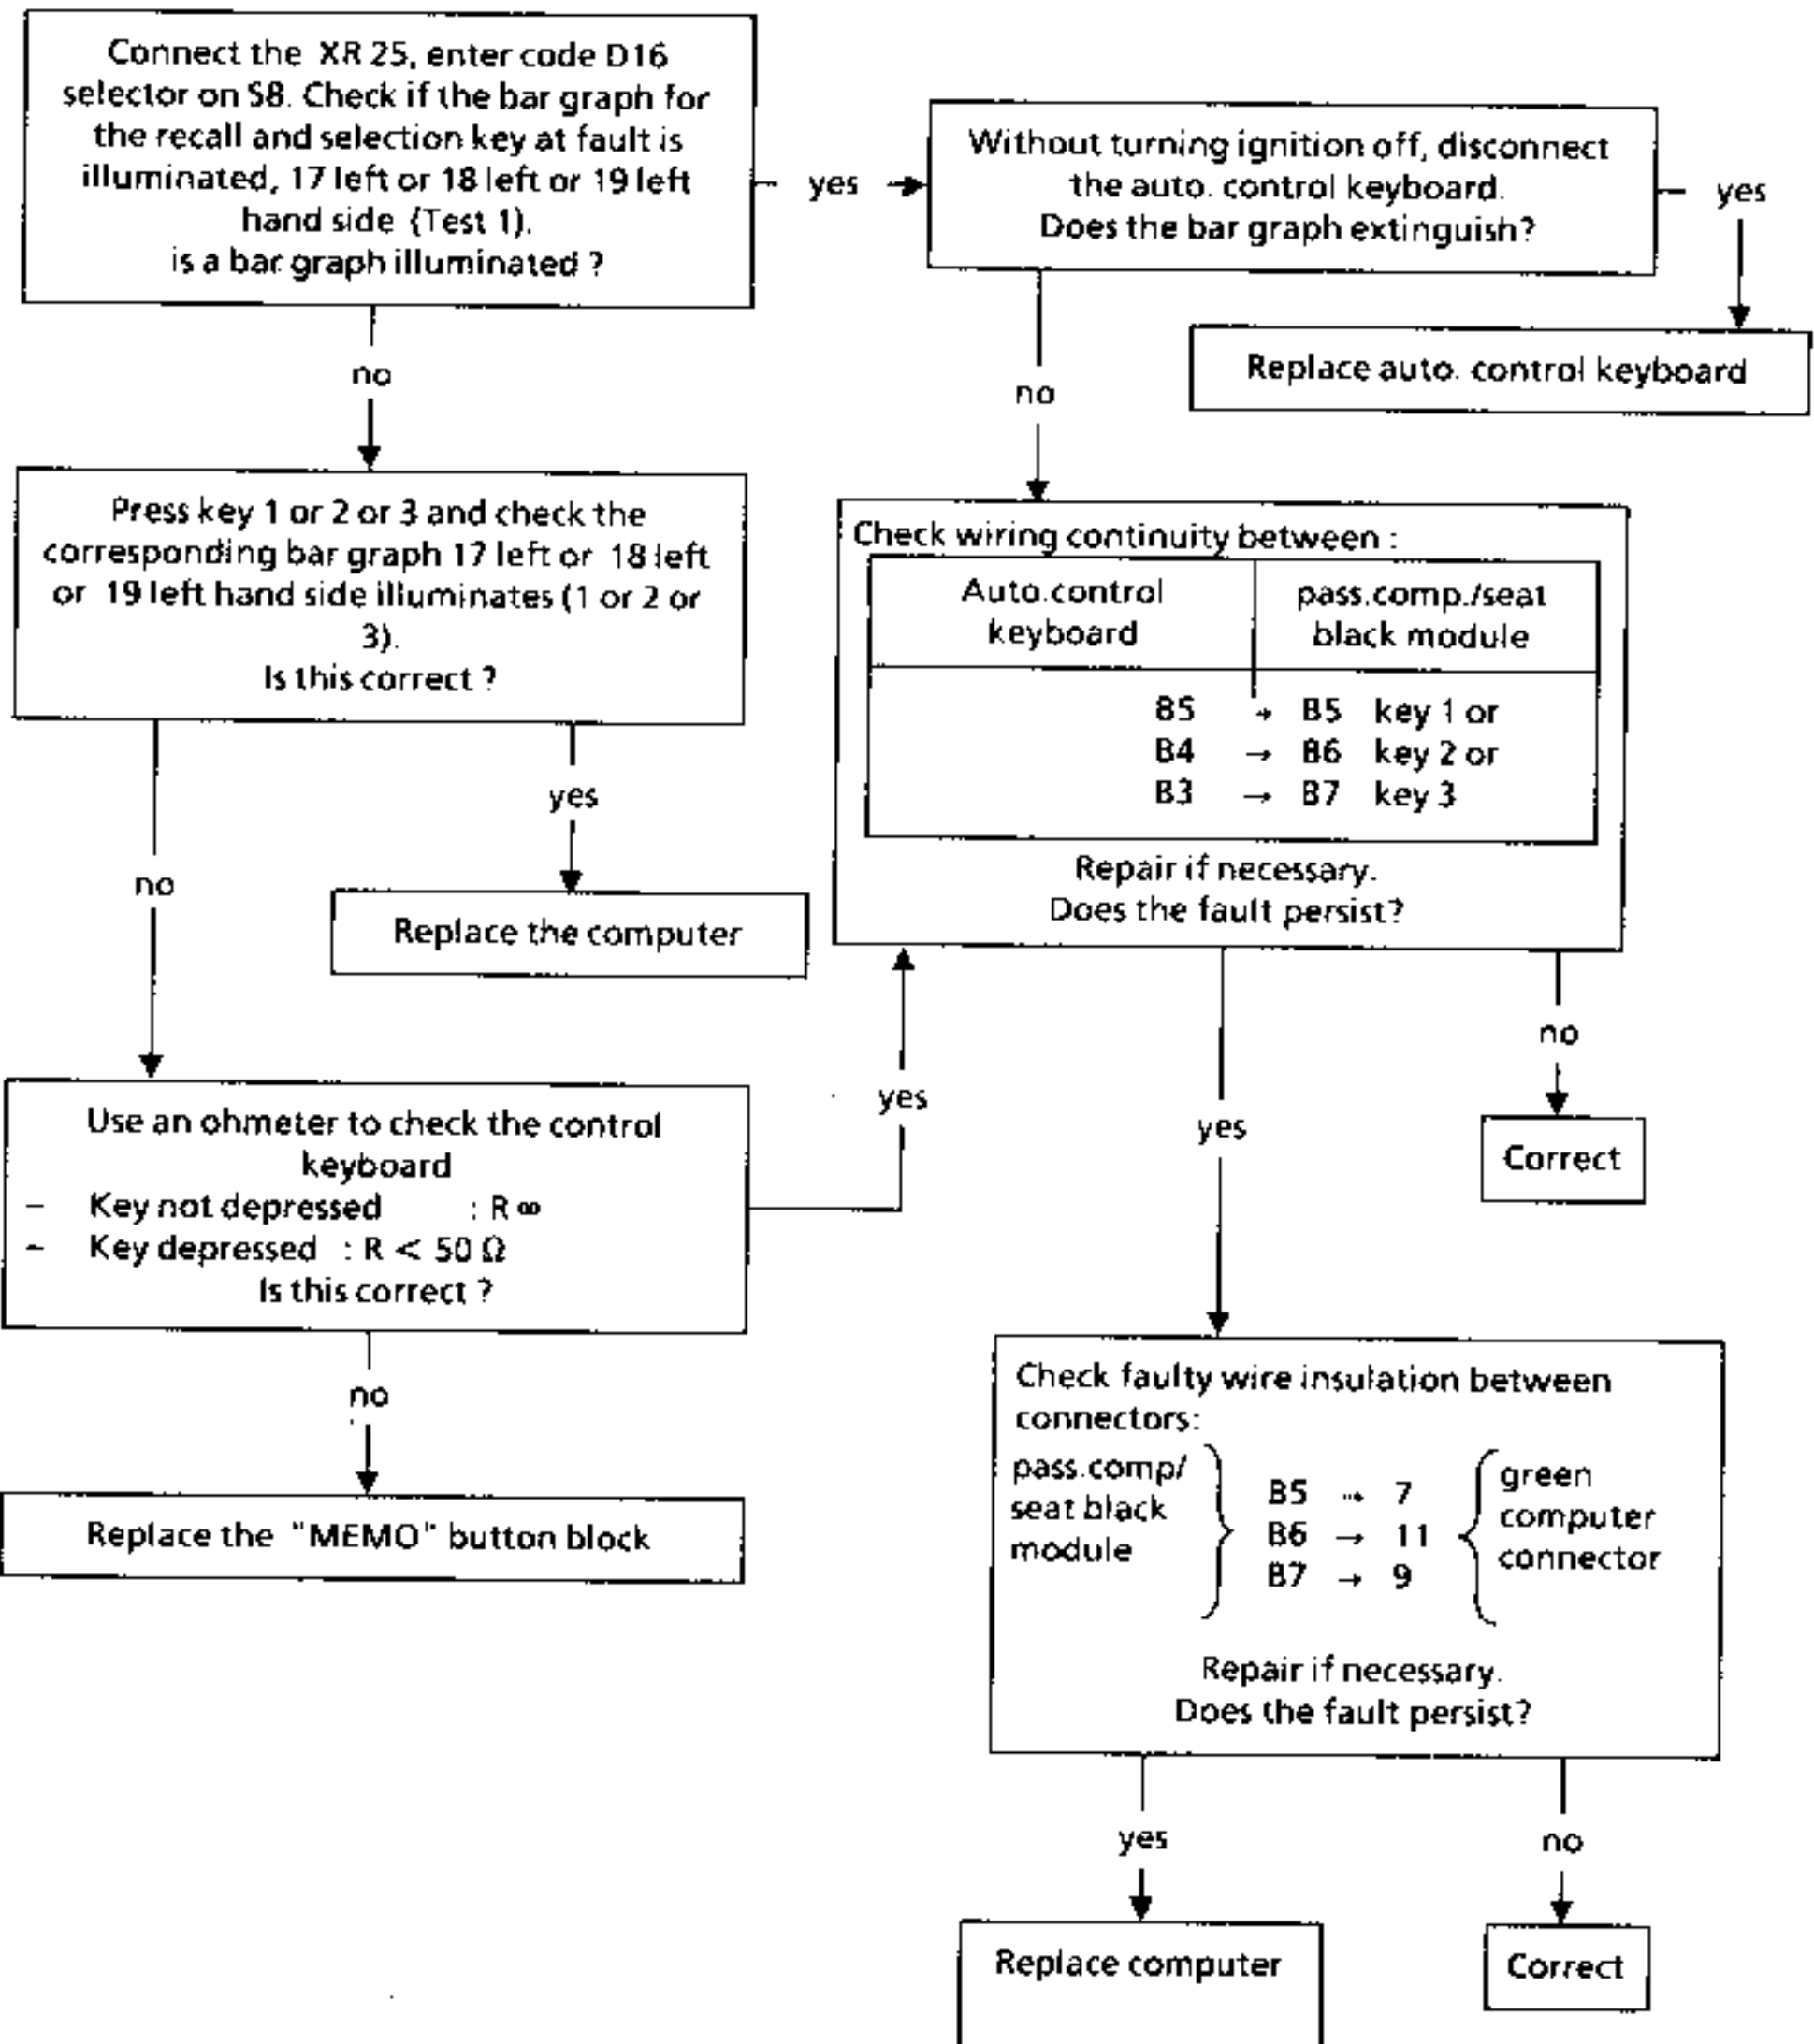 Connect the XR 25, enter code D16
selector on S8. Check if the bar graph for
the recall and selection key at fault is
illuminated, 17 left or 18 left or 19 left
hand side (Test 1).
is a bar graph illuminated ?
yes
Without turning ignition off, disconnect
the auto. control keyboard.
Does the bar graph extinguish?
yes
Replace auto. control keyboard
no
no
Press key 1 or 2 or 3 and check the
corresponding bar graph 17 left or 18 left
or 19 left hand side illuminates (1 or 2 or
3).
Is this correct ?
Check wiring continuity between :
Auto.control
keyboard
pass.comp./seat
black module
B5 → B5 key 1 or
B4 → B6 key 2 or
B3 → B7 key 3
Repair if necessary.
Does the fault persist?
yes
Replace the computer
no
Use an ohmeter to check the control
keyboard
– Key not depressed : R ∞
– Key depressed : R < 50 Ω
Is this correct ?
yes
yes
no
Correct
no
Replace the "MEMO" button block
Check faulty wire insulation between
connectors:
pass.comp/
seat black
module
B5 → 7
B6 → 11
B7 → 9
green
computer
connector
Repair if necessary.
Does the fault persist?
yes
no
Replace computer
Correct